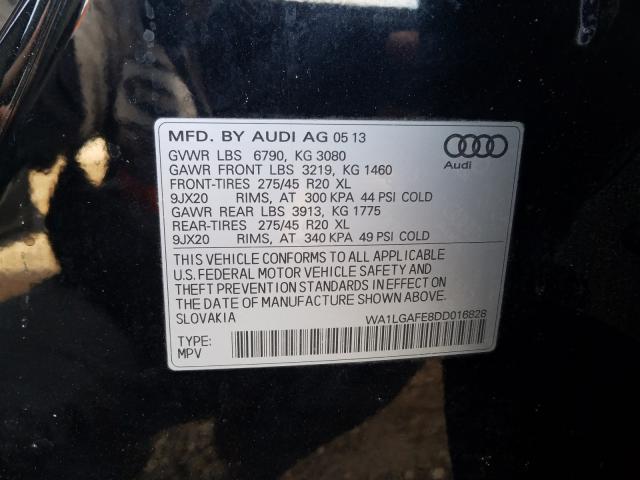 MFD. BY AUDI AG 05 13
GVWR LBS 6790, KG 3080
GAWR FRONT LBS 3219, KG 1460
FRONT-TIRES 275/45 R20 XL
9JX20 RIMS, AT 300 KPA 44 PSI COLD
GAWR REAR LBS 3913, KG 1775
REAR-TIRES 275/45 R20 XL
9JX20 RIMS, AT 340 KPA 49 PSI COLD
Audi
THIS VEHICLE CONFORMS TO ALL APPLICABLE
U.S. FEDERAL MOTOR VEHICLE SAFETY AND
THEFT PREVENTION STANDARDS IN EFFECT ON
THE DATE OF MANUFACTURE SHOWN ABOVE.
SLOVAKIA WA1LGAFE8DD016828
TYPE:
MPV